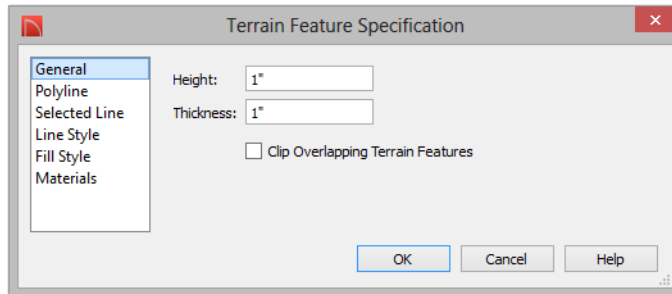 Terrain Feature Specification
General
Polyline
Selected Line
Line Style
Fill Style
Materials
Height: 1"
Thickness: 1"
Clip Overlapping Terrain Features
OK Cancel Help